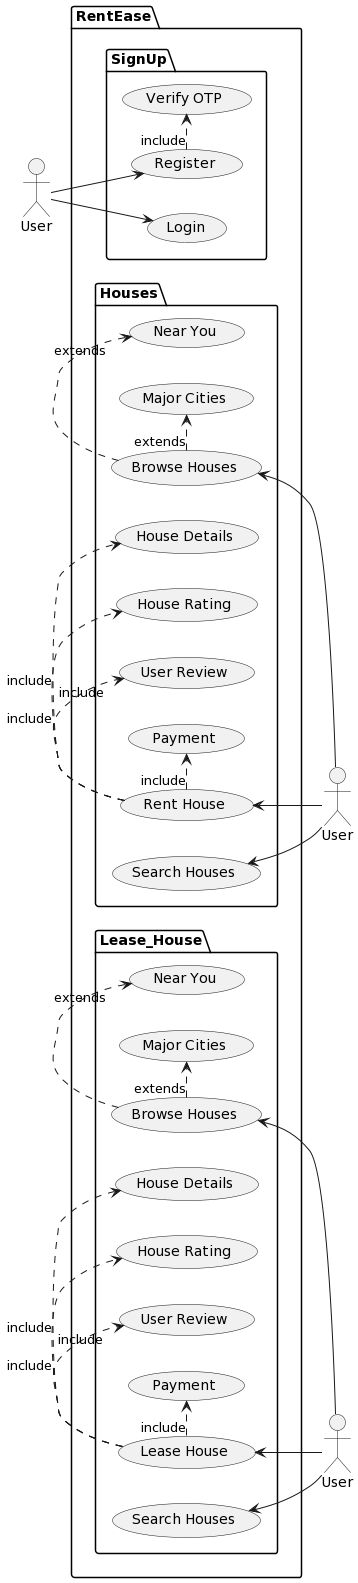 RentEase
SignUp
Verify OTP
include
Register
User
Login
Houses
Near You
extends
Major Cities
extends
Browse Houses
House Details
House Rating
User Review
include
include
include
Payment
include
Rent House
User
Search Houses
Lease_House
Near You
extends
Major Cities
extends
Browse Houses
House Details
House Rating
User Review
include
include
include
Payment
include
Lease House
User
Search Houses